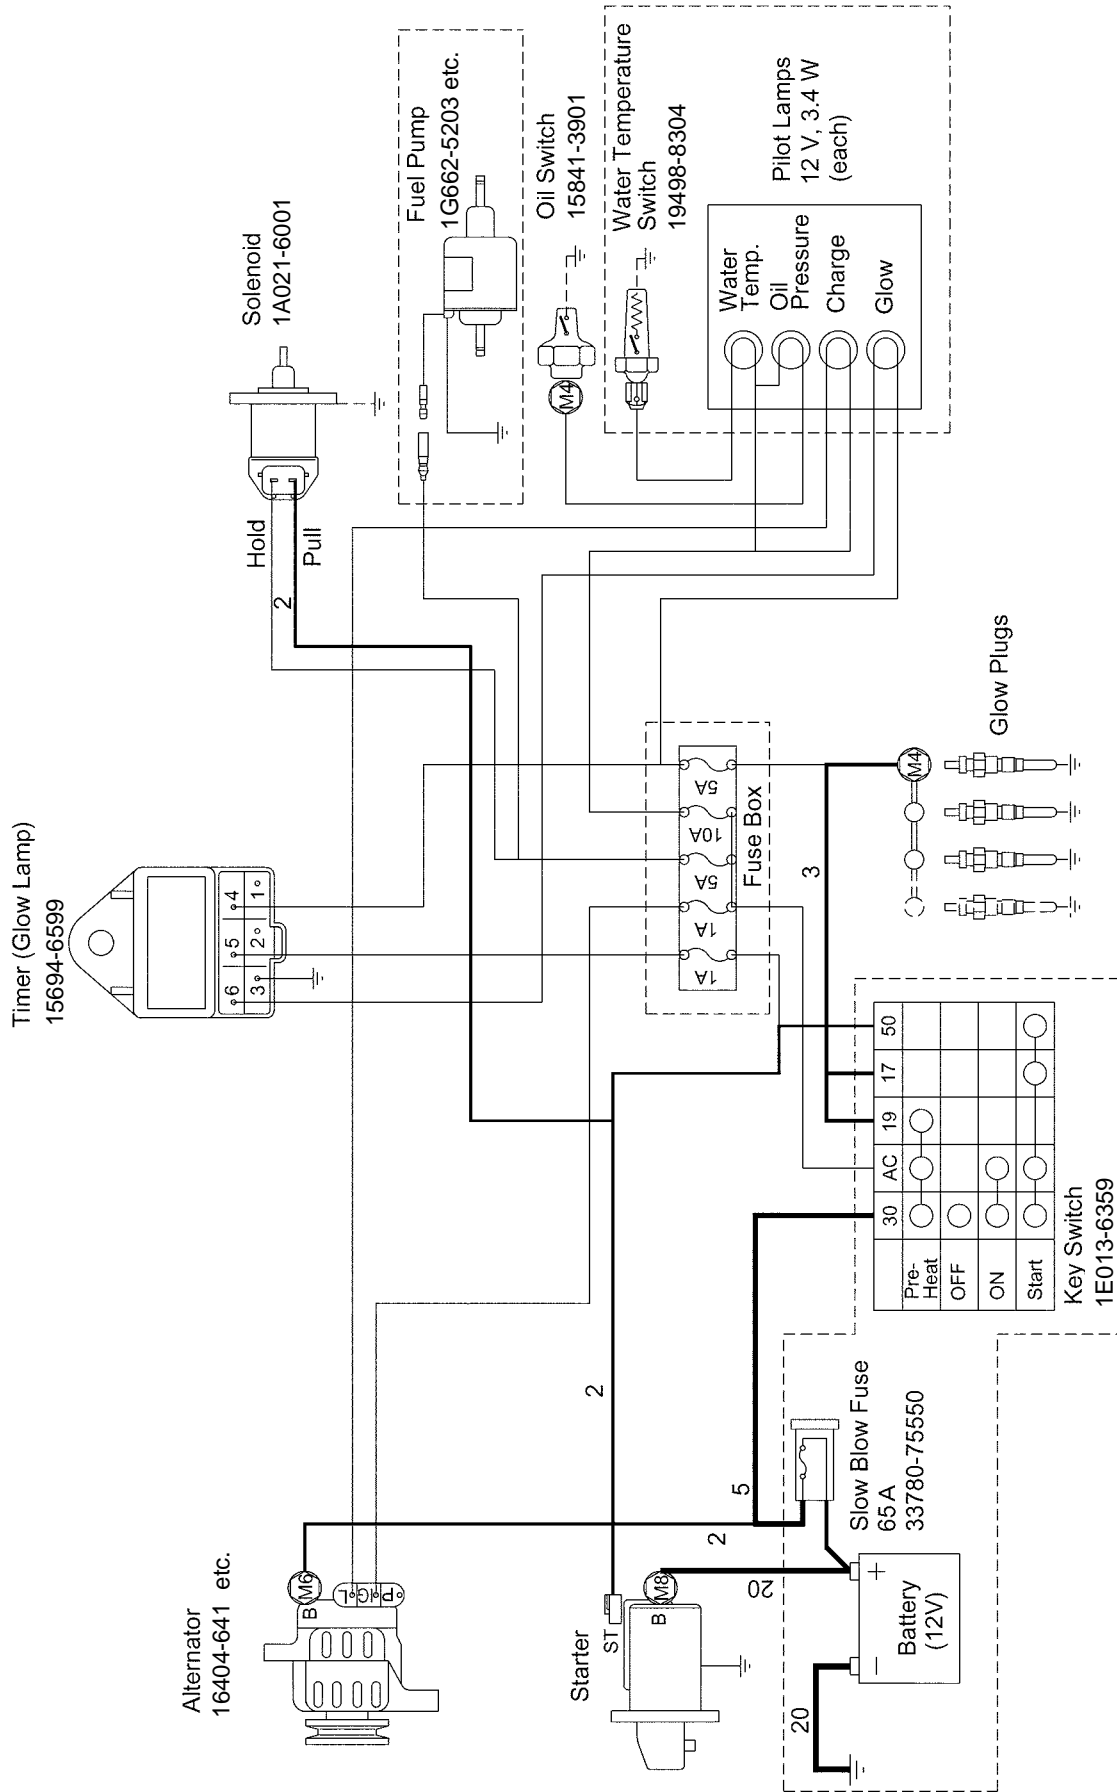 Timer (Glow Lamp)
15694-6599
6
5
4
3
2
1
Solenoid
1A021-6001
Hold
Pull
2
Fuel Pump
1G662-5203 etc.
Oil Switch
15841-3901
M4
Water Temperature
Switch
19498-8304
Pilot Lamps
12 V, 3.4 W
(each)
Water
Temp.
Oil
Pressure
Charge
Glow
Alternator
16404-641 etc.
B
M6
L
IG
P
Starter
ST
B
M8
2
2
5
20
20
Battery
(12V)
+
−
Slow Blow Fuse
65 A
33780-75550
Fuse Box
1A
1A
5A
10A
5A
3
M4
Glow Plugs
30
AC
19
17
50
Pre-
Heat
OFF
ON
Start
Key Switch
1E013-6359